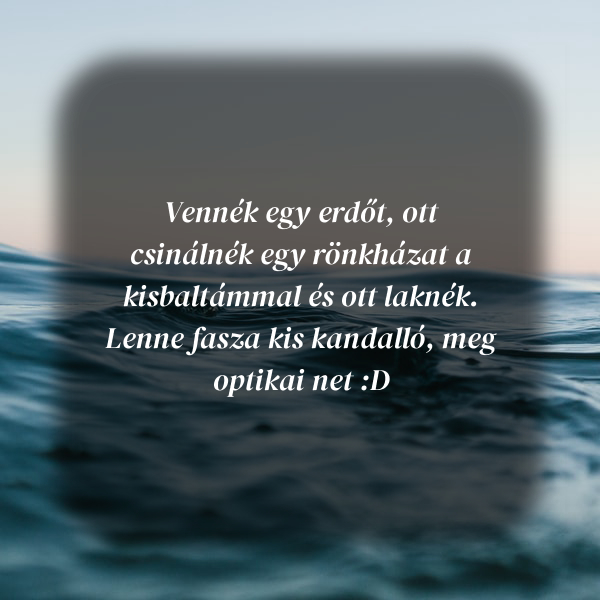 Vennék egy erdőt, ott
csinálnék egy rönkházat a
kisbaltámmal és ott laknék.
Lenne fasza kis kandalló, meg
optikai net :D